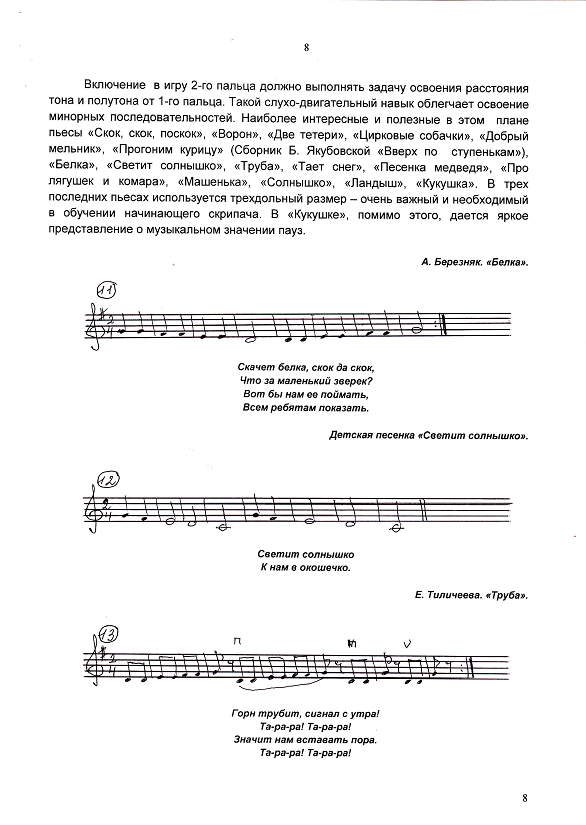 8
Включение в игру 2-го пальца должно выполнять задачу освоения расстояния
тона и полутона от 1-го пальца. Такой слухо-двигательный навык облегчает освоение
минорных последовательностей. Наиболее интересные и полезные в этом плане
пьесы «Скок, скок, поскок», «Ворон», «Две тетери», «Цирковые собачки», «Добрый
мельник», «Прогоним курицу» (Сборник Б. Якубовской «Вверх по ступенькам»),
«Белка», «Светит солнышко», «Труба», «Тает снег», «Песенка медведя», «Про
лягушек и комара», «Машенька», «Солнышко», «Ландыш», «Кукушка». В трех
последних пьесах используется трехдольный размер – очень важный и необходимый
в обучении начинающего скрипача. В «Кукушке», помимо этого, дается яркое
представление о музыкальном значении пауз.
А. Березняк. «Белка».
11
2
4
Скачет белка, скок да скок,
Что за маленький зверек?
Вот бы нам ее поймать,
Всем ребятам показать.
Детская песенка «Светит солнышко».
12
2
4
Светит солнышко
К нам в окошечко.
Е. Тиличеева. «Труба».
13
2
4
Горн трубит, сигнал с утра!
Та-ра-ра! Та-ра-ра!
Значит нам вставать пора.
Та-ра-ра! Та-ра-ра!
8